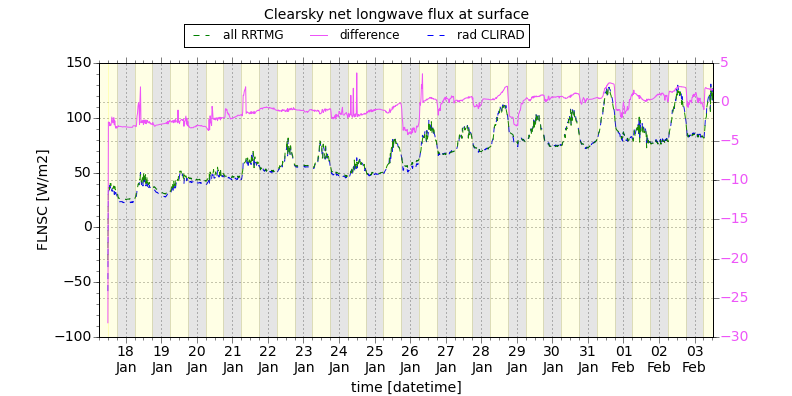 Clearsky net longwave flux at surface
all RRTMG difference rad CLIRAD
150 5
100 0
50 −5
0 −10
−50 −15
−100 −20
−25
−30
FLNSC [W/m2]
18 19 20 21 22 23 24 25 26 27 28 29 30 31 01 02 03
Jan Jan Jan Jan Jan Jan Jan Jan Jan Jan Jan Jan Jan Jan Feb Feb Feb
time [datetime]